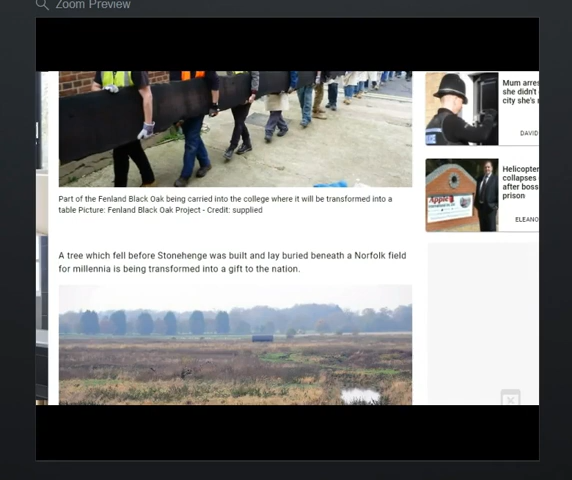 Zoom Preview
Mum arres
she didn't
city she's
DAVID
Part of the Fenland Black Oak being carried into the college where it will be transformed into a
table Picture: Fenland Black Oak Project - Credit: supplied
Helicopter
collapses
after boss
prison
Apple's
ELEANO
A tree which fell before Stonehenge was built and lay buried beneath a Norfolk field
for millennia is being transformed into a gift to the nation.